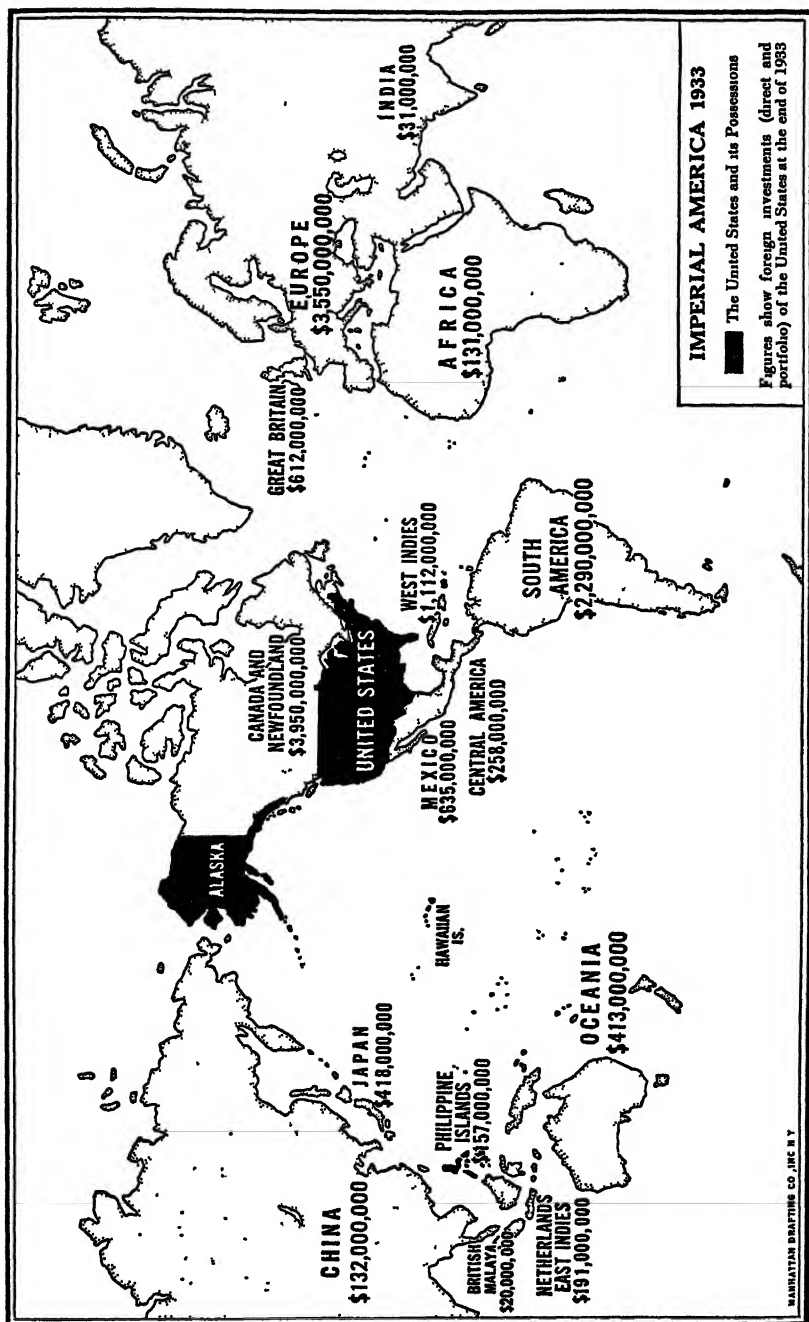 CHINA
$132,000,000
JAPAN
$418,000,000
PHILIPPINE
ISLANDS
$157,000,000
BRITISH
MALAYA
$20,000,000
NETHERLANDS
EAST INDIES
$191,000,000
OCEANIA
$413,000,000
HAWAIIAN
IS.
ALASKA
CANADA AND
NEWFOUNDLAND
$3,950,000,000
UNITED STATES
MEXICO
$635,000,000
CENTRAL AMERICA
$258,000,000
WEST INDIES
$1,112,000,000
SOUTH
AMERICA
$2,290,000,000
GREAT BRITAIN
$612,000,000
EUROPE
$3,550,000,000
AFRICA
$131,000,000
INDIA
$31,000,000
IMPERIAL AMERICA 1933
The United States and its Possessions
Figures show foreign investments (direct and
portfolio) of the United States at the end of 1933
MANHATTAN DRAFTING CO., INC N Y